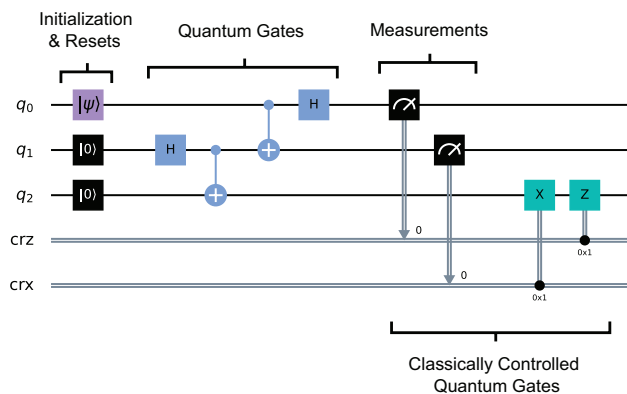 Initialization
& Resets
Quantum Gates
Measurements
q0 |ψ⟩ H
q1 |0⟩ H
q2 |0⟩ X Z
crz 0 0x1
crx 0 0x1
Classically Controlled
Quantum Gates